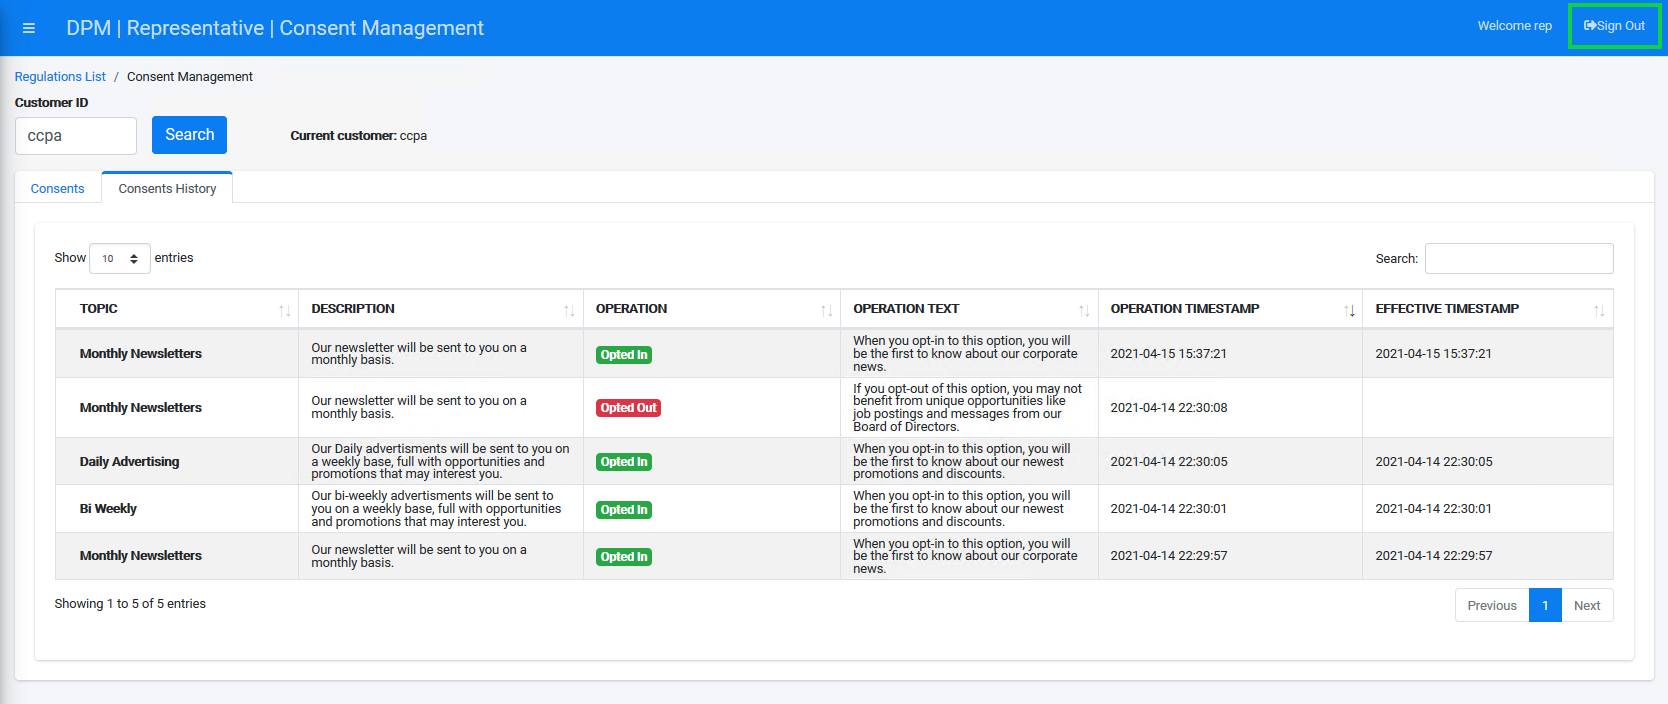 DPM | Representative | Consent Management
Welcome rep
Sign Out
Regulations List / Consent Management
Customer ID
ccpa
Search
Current customer: ccpa
Consents
Consents History
Show 10 entries
Search:
TOPIC
DESCRIPTION
OPERATION
OPERATION TEXT
OPERATION TIMESTAMP
EFFECTIVE TIMESTAMP
Monthly Newsletters
Our newsletter will be sent to you on a
monthly basis.
Opted In
When you opt-in to this option, you will
be the first to know about our corporate
news.
2021-04-15 15:37:21
2021-04-15 15:37:21
Monthly Newsletters
Our newsletter will be sent to you on a
monthly basis.
Opted Out
If you opt-out of this option, you may not
benefit from unique opportunities like
job postings and messages from our
Board of Directors.
2021-04-14 22:30:08
Daily Advertising
Our Daily advertisments will be sent to you on
a weekly base, full with opportunities and
promotions that may interest you.
Opted In
When you opt-in to this option, you will
be the first to know about our newest
promotions and discounts.
2021-04-14 22:30:05
2021-04-14 22:30:05
Bi Weekly
Our bi-weekly advertisments will be sent to
you on a weekly base, full with opportunities
and promotions that may interest you.
Opted In
When you opt-in to this option, you will
be the first to know about our newest
promotions and discounts.
2021-04-14 22:30:01
2021-04-14 22:30:01
Monthly Newsletters
Our newsletter will be sent to you on a
monthly basis.
Opted In
When you opt-in to this option, you will
be the first to know about our corporate
news.
2021-04-14 22:29:57
2021-04-14 22:29:57
Showing 1 to 5 of 5 entries
Previous 1 Next